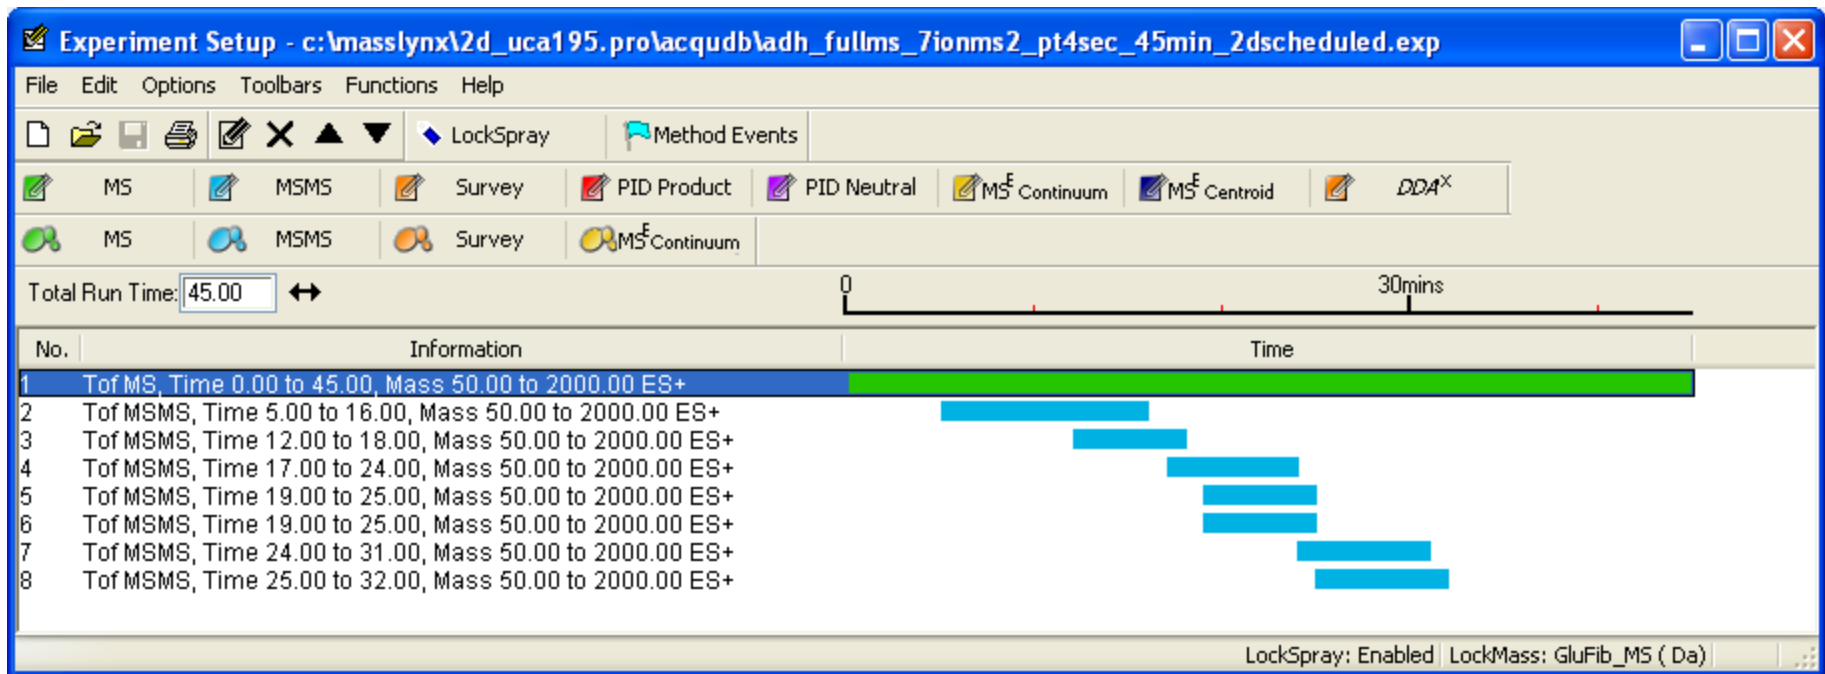 Experiment Setup - c:\masslynx\2d_uca195.pro\acqudb\adh_fullms_7ionms2_pt4sec_45min_2dscheduled.exp
File Edit Options Toolbars Functions Help
LockSpray Method Events
MS MSMS Survey PID Product PID Neutral MSE Continuum MSE Centroid DDAX
MS MSMS Survey MSE Continuum
Total Run Time: 45.00 0 30mins
No. Information Time
1 Tof MS, Time 0.00 to 45.00, Mass 50.00 to 2000.00 ES+
2 Tof MSMS, Time 5.00 to 16.00, Mass 50.00 to 2000.00 ES+
3 Tof MSMS, Time 12.00 to 18.00, Mass 50.00 to 2000.00 ES+
4 Tof MSMS, Time 17.00 to 24.00, Mass 50.00 to 2000.00 ES+
5 Tof MSMS, Time 19.00 to 25.00, Mass 50.00 to 2000.00 ES+
6 Tof MSMS, Time 19.00 to 25.00, Mass 50.00 to 2000.00 ES+
7 Tof MSMS, Time 24.00 to 31.00, Mass 50.00 to 2000.00 ES+
8 Tof MSMS, Time 25.00 to 32.00, Mass 50.00 to 2000.00 ES+
LockSpray: Enabled LockMass: GluFib_MS ( Da)